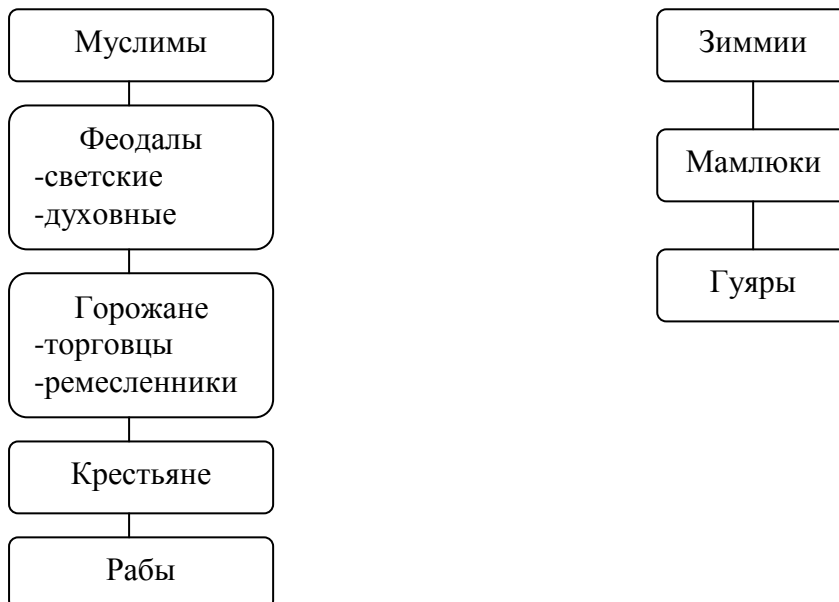 Муслимы
Феодалы
-светские
-духовные
Горожане
-торговцы
-ремесленники
Крестьяне
Рабы
Зиммии
Мамлюки
Гуяры